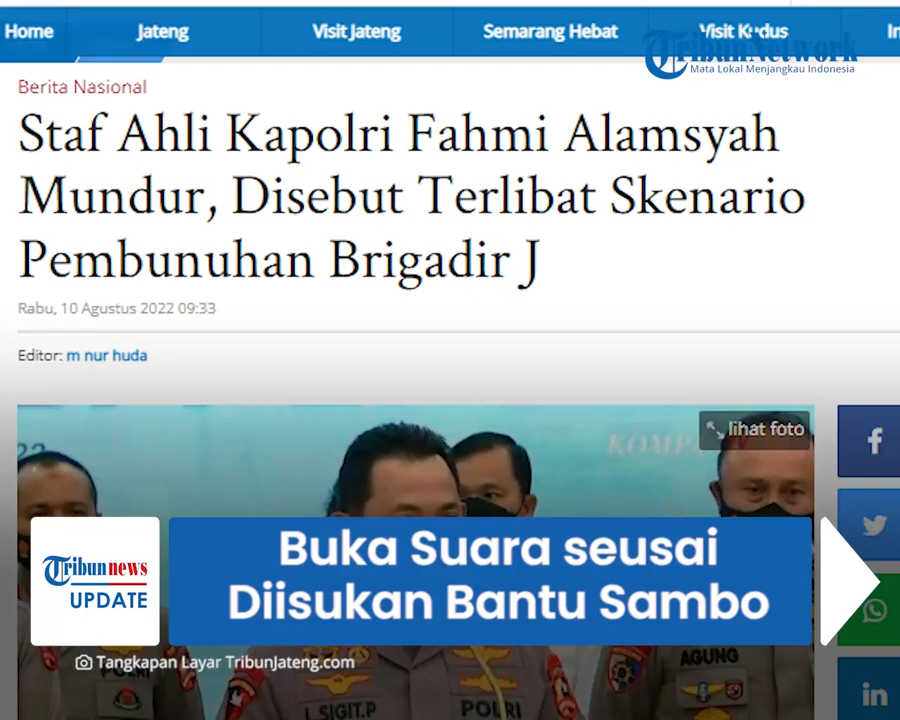 Home Jateng Visit Jateng Semarang Hebat Visit Kudus
TribunNetwork
Mata Lokal Menjangkau Indonesia
Berita Nasional
Staf Ahli Kapolri Fahmi Alamsyah
Mundur, Disebut Terlibat Skenario
Pembunuhan Brigadir J
Rabu, 10 Agustus 2022 09:33
Editor: m nur huda
lihat foto
Tribunnews
UPDATE
Buka Suara seusai
Diisukan Bantu Sambo
Tangkapan Layar TribunJateng.com
POLRI
L SIGIT.P
POLRI
AGUNG